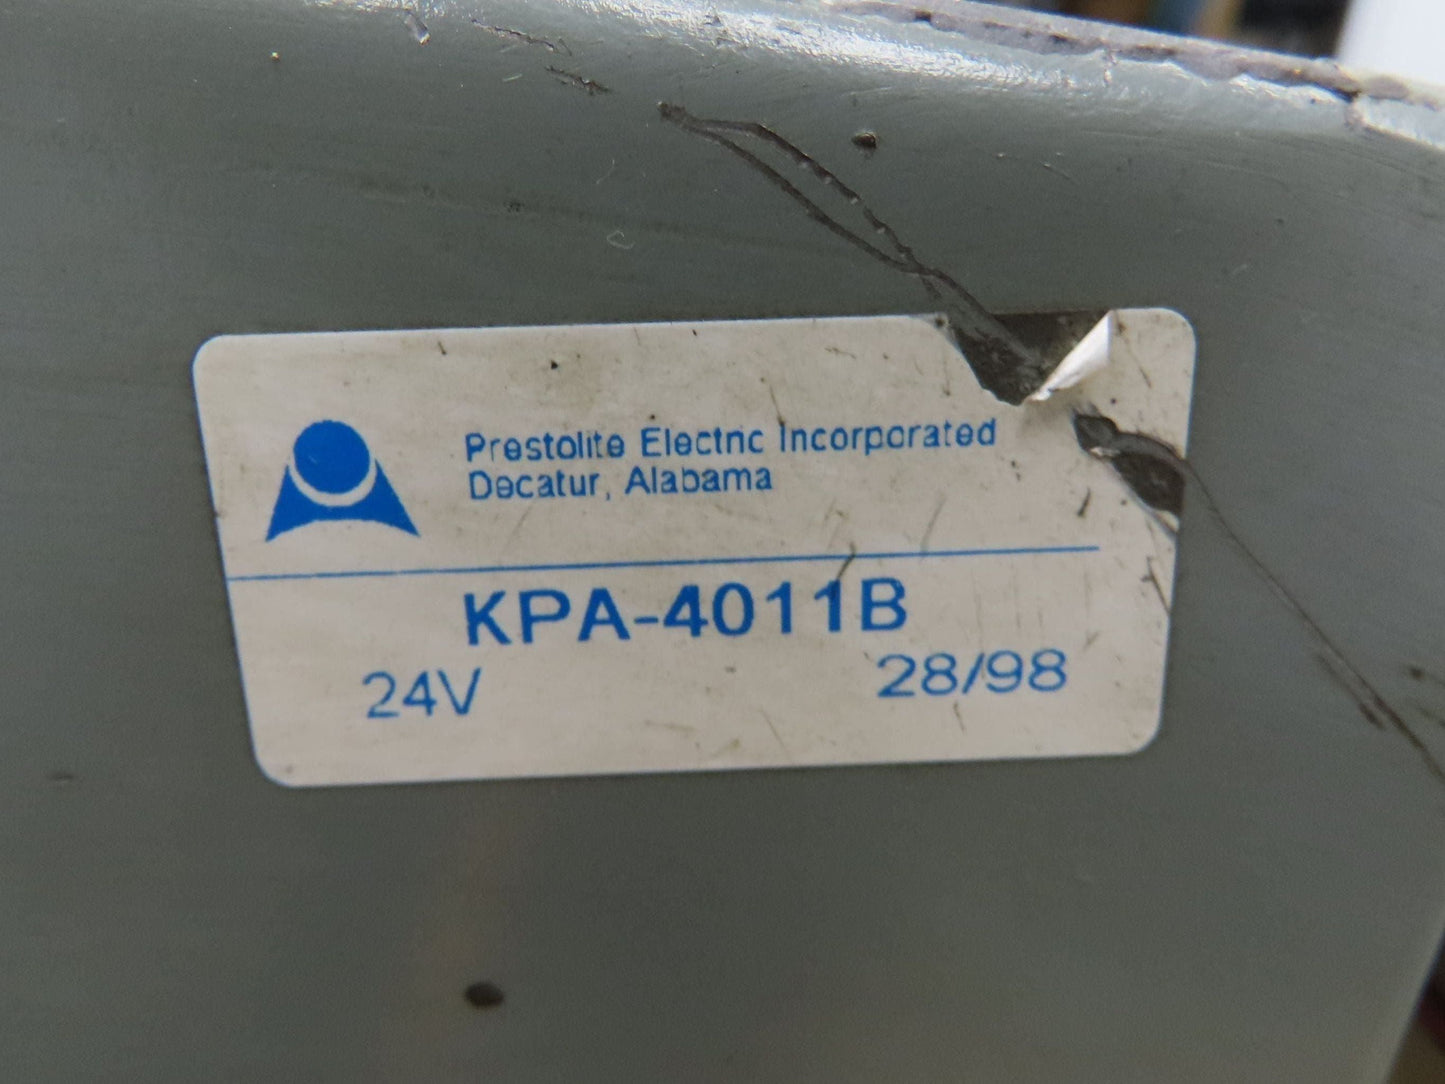 Prestolite Electric Incorporated
Decatur, Alabama
KPA-4011B
24V 28/98